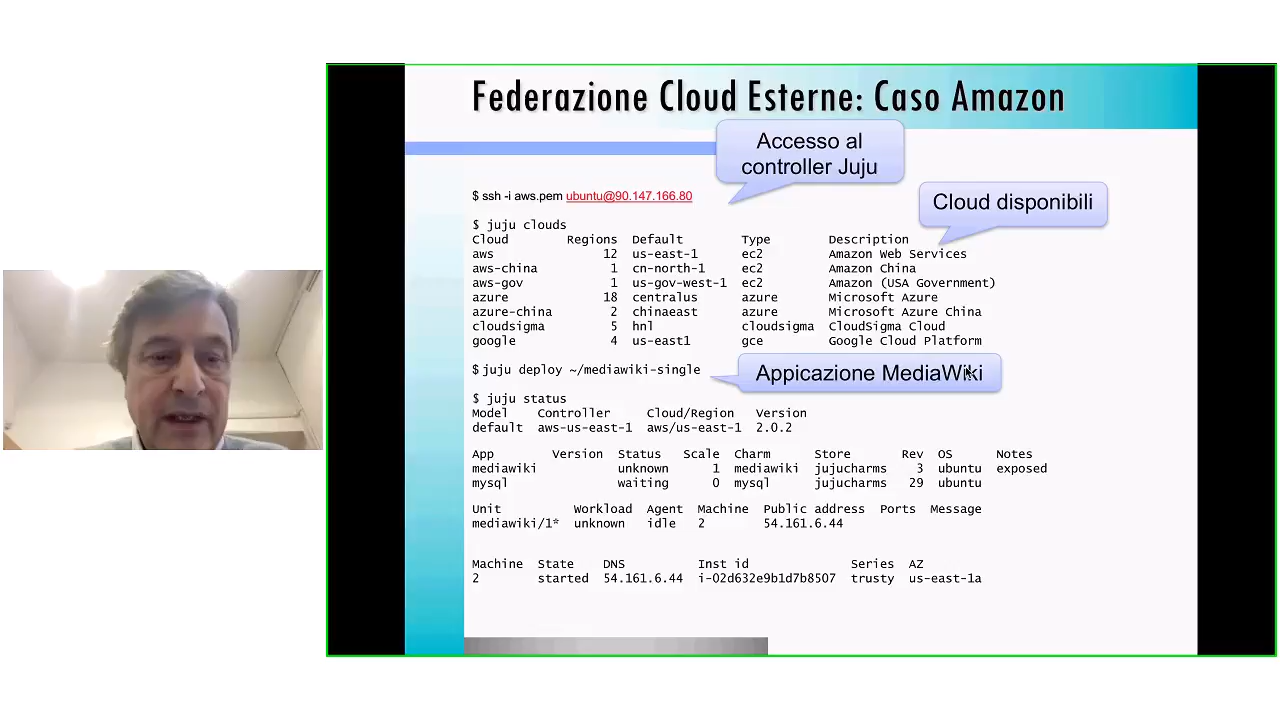 Federazione Cloud Esterne: Caso Amazon
Accesso al
controller Juju
$ ssh -i aws.pem ubuntu@90.147.166.80
Cloud disponibili
$ juju clouds
Cloud Regions Default Type Description
aws 12 us-east-1 ec2 Amazon Web Services
aws-china 1 cn-north-1 ec2 Amazon China
aws-gov 1 us-gov-west-1 ec2 Amazon (USA Government)
azure 18 centralus azure Microsoft Azure
azure-china 2 chinaeast azure Microsoft Azure China
cloudsigma 5 hnl cloudsigma CloudSigma Cloud
google 4 us-east1 gce Google Cloud Platform
$ juju deploy ~/mediawiki-single
Appicazione MediaWiki
$ juju status
Model Controller Cloud/Region Version
default aws-us-east-1 aws/us-east-1 2.0.2
App Version Status Scale Charm Store Rev OS Notes
mediawiki unknown 1 mediawiki jujucharms 3 ubuntu exposed
mysql waiting 0 mysql jujucharms 29 ubuntu
Unit Workload Agent Machine Public address Ports Message
mediawiki/1* unknown idle 2 54.161.6.44
Machine State DNS Inst id Series AZ
2 started 54.161.6.44 i-02d632e9b1d7b8507 trusty us-east-1a